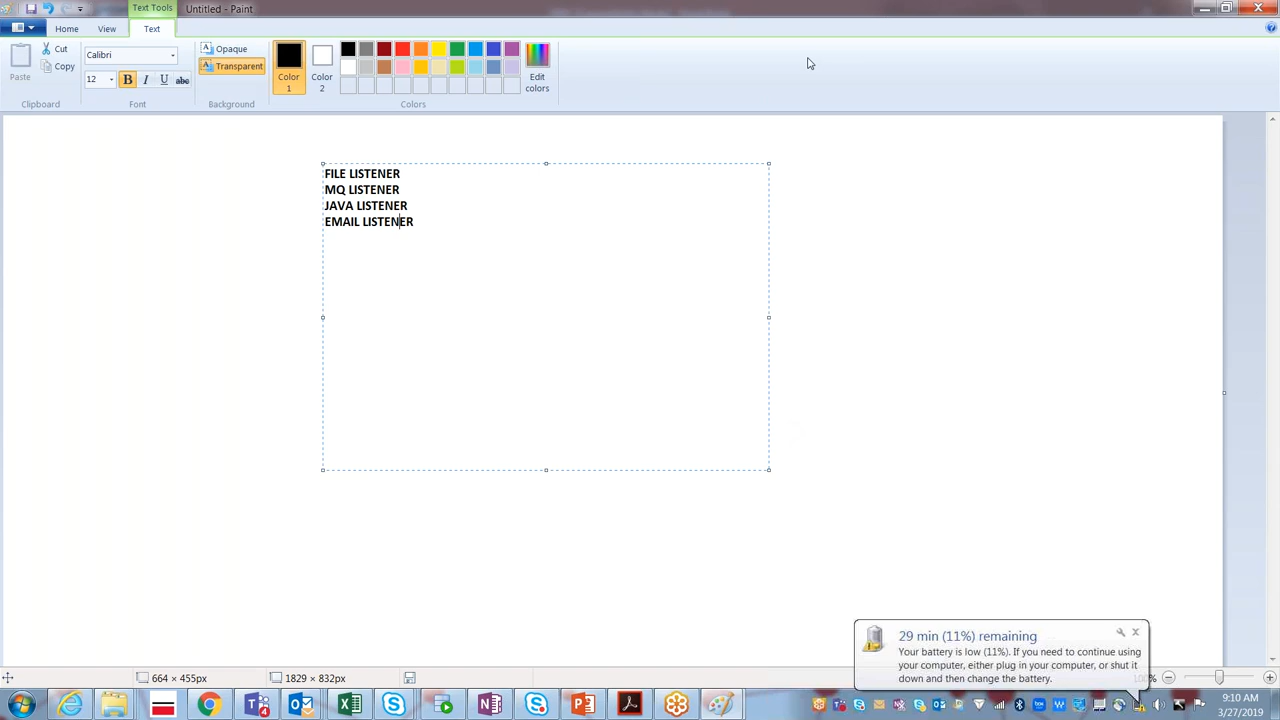 Text Tools
Untitled - Paint
Home
View
Text
Paste
Cut
Copy
Clipboard
Calibri
12
B
I
U
abc
Font
Opaque
Transparent
Background
Color
1
Color
2
Edit
colors
Colors
FILE LISTENER
MQ LISTENER
JAVA LISTENER
EMAIL LISTENER
29 min (11%) remaining
Your battery is low (11%). If you need to continue using
your computer, either plug in your computer, or shut it
down and then change the battery.
664 × 455px
1829 × 832px
9:10 AM
3/27/2019